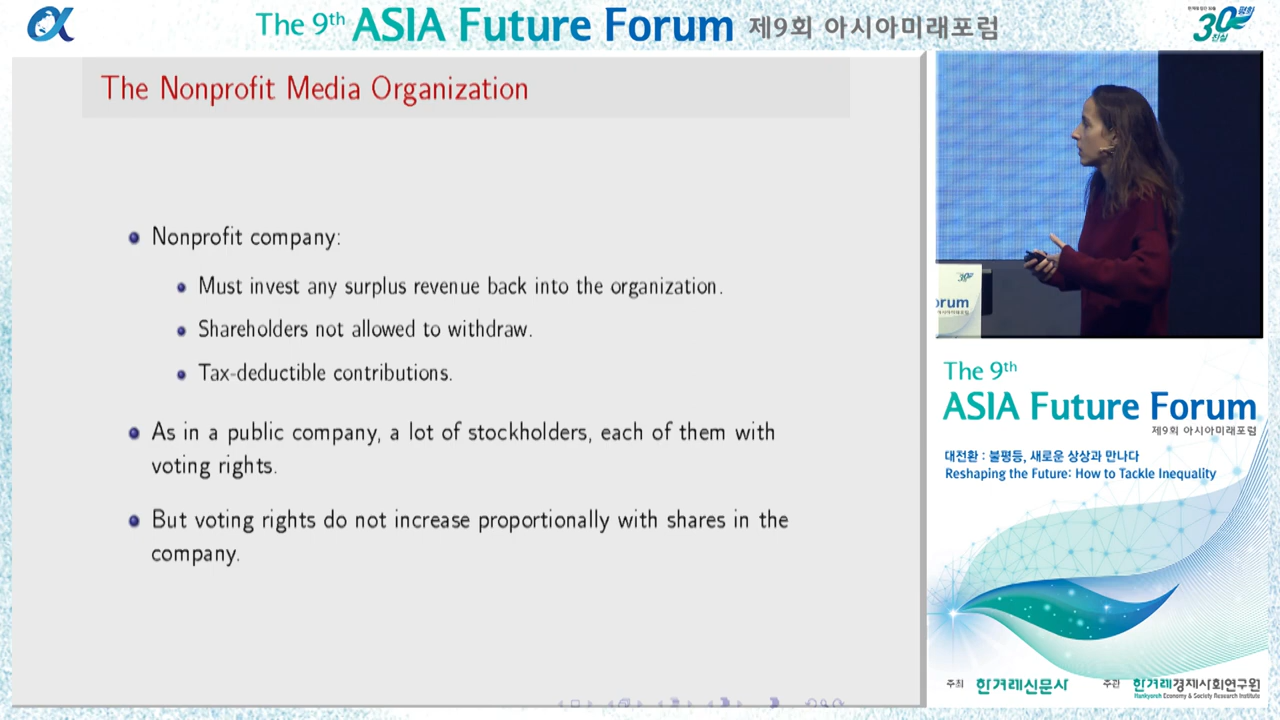 The 9th ASIA Future Forum 제9회 아시아미래포럼
30 평화
진실
The Nonprofit Media Organization
Nonprofit company:
Must invest any surplus revenue back into the organization.
Shareholders not allowed to withdraw.
Tax-deductible contributions.
As in a public company, a lot of stockholders, each of them with
voting rights.
But voting rights do not increase proportionally with shares in the
company.
orum
The 9th
ASIA Future Forum
제9회 아시아미래포럼
대전환 : 불평등, 새로운 상상과 만나다
Reshaping the Future: How to Tackle Inequality
주최 한겨레신문사 주관 한겨레경제사회연구원
Hankyoreh Economy & Society Research Institute